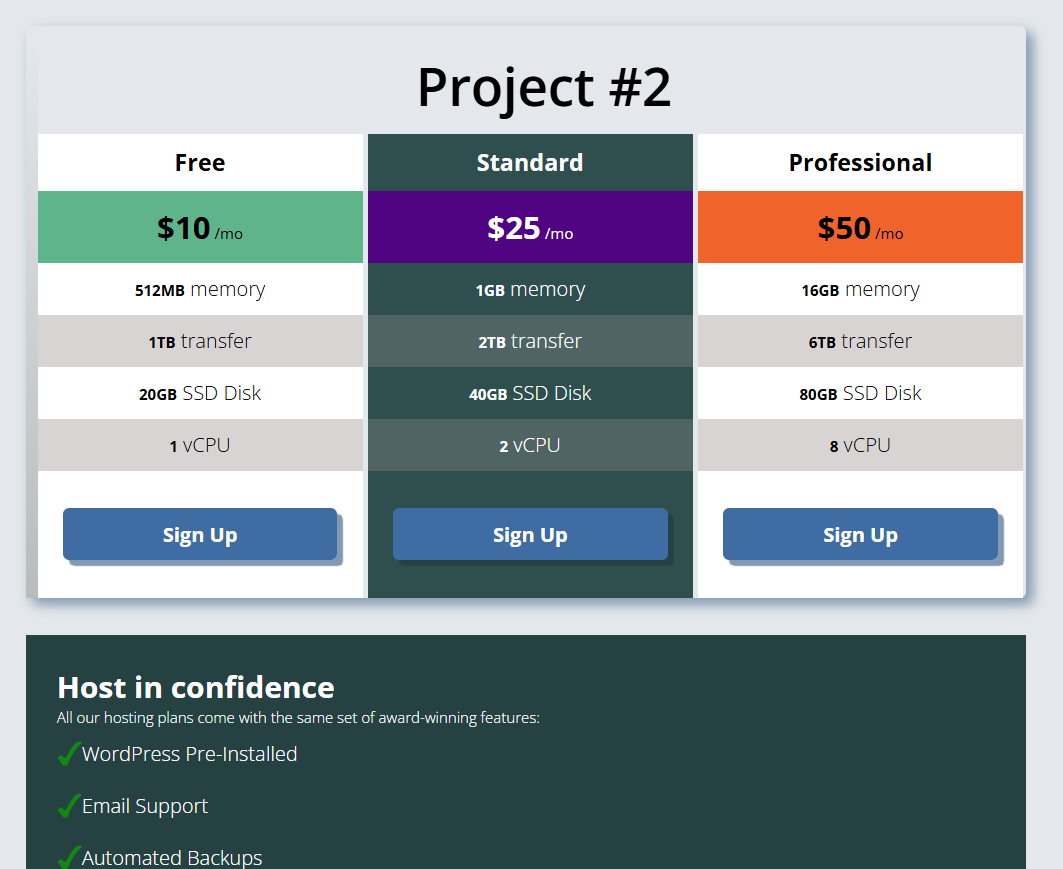 Project #2
Free
Standard
Professional
$10 /mo
$25 /mo
$50 /mo
512MB memory
1GB memory
16GB memory
1TB transfer
2TB transfer
6TB transfer
20GB SSD Disk
40GB SSD Disk
80GB SSD Disk
1 vCPU
2 vCPU
8 vCPU
Sign Up
Sign Up
Sign Up
Host in confidence
All our hosting plans come with the same set of award-winning features:
WordPress Pre-Installed
Email Support
Automated Backups